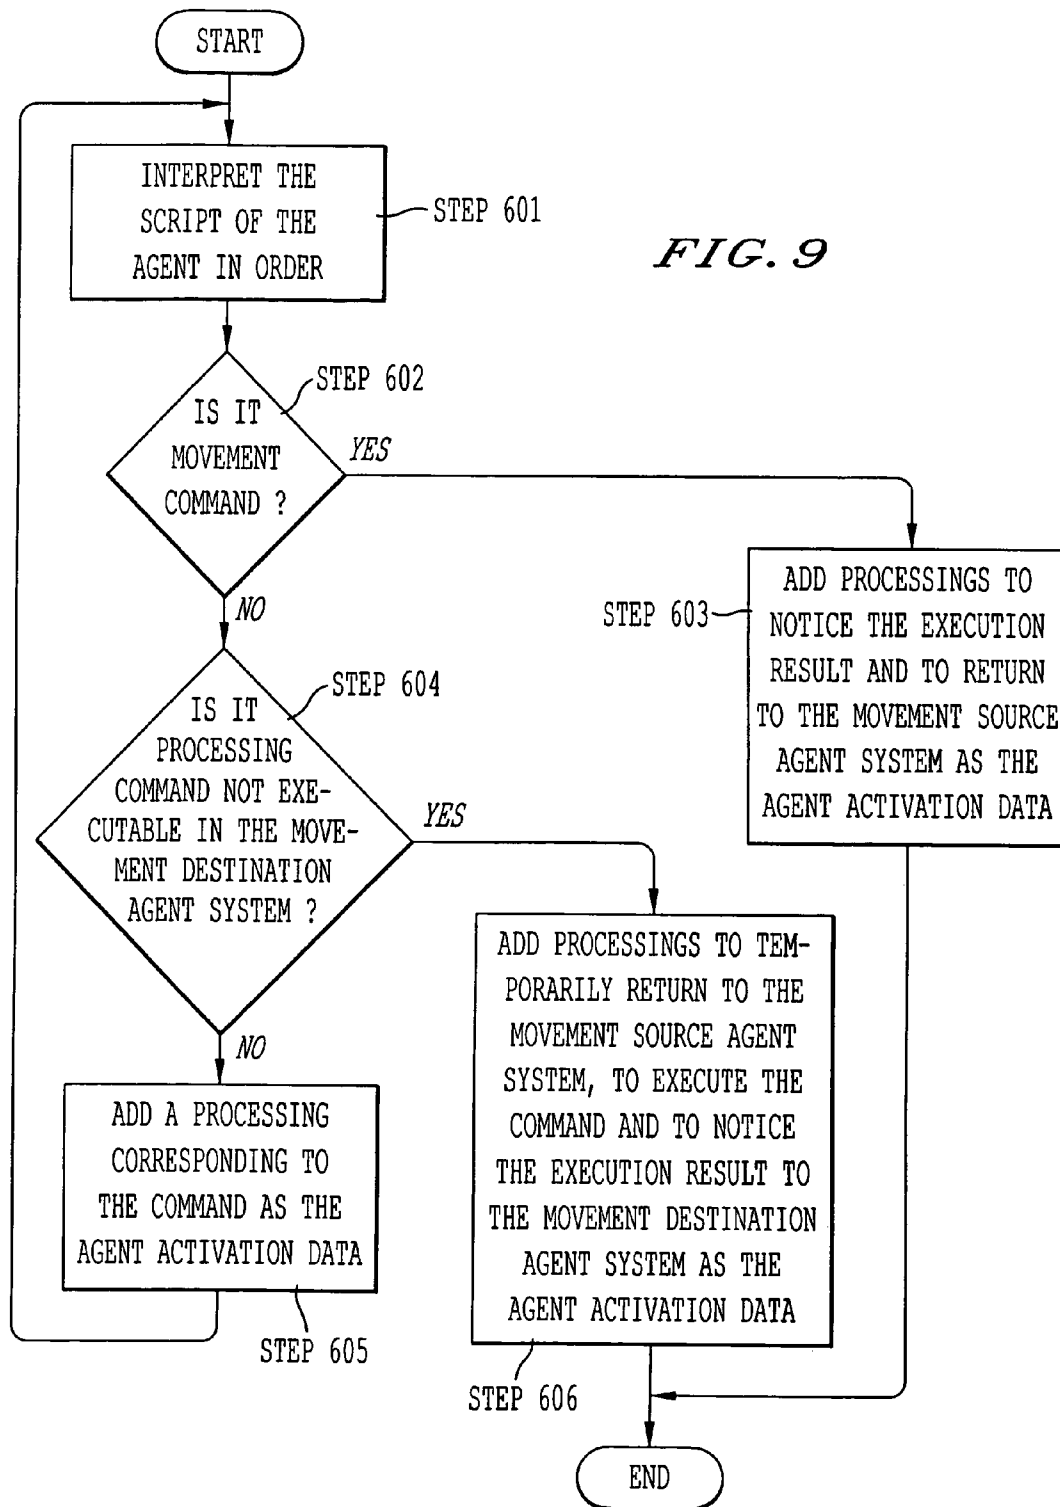 START
INTERPRET THE
SCRIPT OF THE
AGENT IN ORDER
STEP 601
FIG. 9
STEP 602
IS IT
MOVEMENT
COMMAND ?
YES
NO
STEP 603
ADD PROCESSINGS TO
NOTICE THE EXECUTION
RESULT AND TO RETURN
TO THE MOVEMENT SOURCE
AGENT SYSTEM AS THE
AGENT ACTIVATION DATA
STEP 604
IS IT
PROCESSING
COMMAND NOT EXE-
CUTABLE IN THE MOVE-
MENT DESTINATION
AGENT SYSTEM ?
YES
NO
ADD A PROCESSING
CORRESPONDING TO
THE COMMAND AS THE
AGENT ACTIVATION DATA
STEP 605
ADD PROCESSINGS TO TEM-
PORARILY RETURN TO THE
MOVEMENT SOURCE AGENT
SYSTEM, TO EXECUTE THE
COMMAND AND TO NOTICE
THE EXECUTION RESULT TO
THE MOVEMENT DESTINATION
AGENT SYSTEM AS THE
AGENT ACTIVATION DATA
STEP 606
END